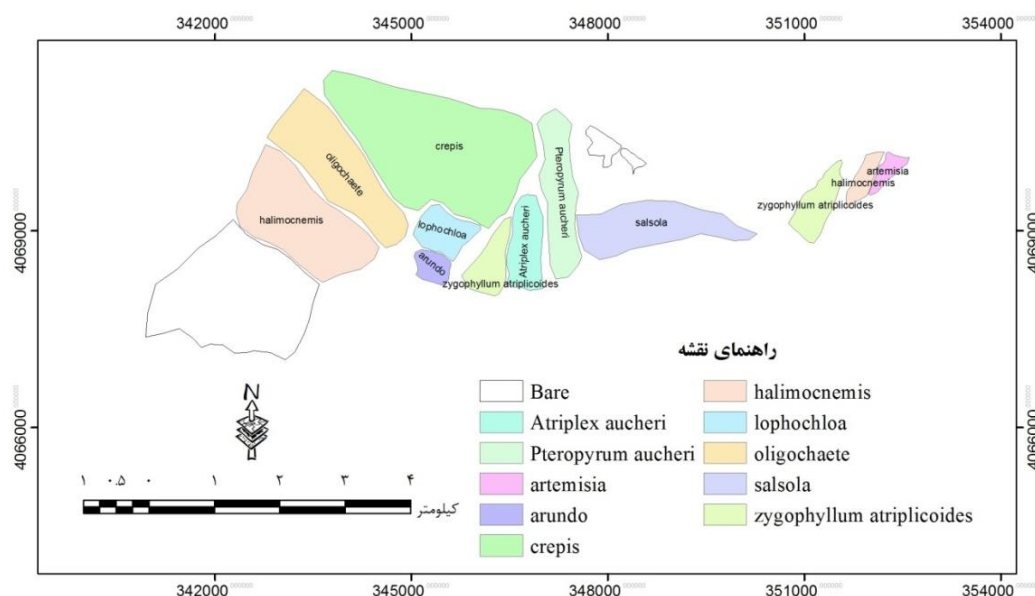 342000 345000 348000 351000 354000
crepis
oligochaete
Pteropyrum aucheri
artemisia
halimocnemis
zygophyllum atriplicoides
halimocnemis
lophochloa
Atriplex aucheri
salsola
4069000 4069000
arundo
zygophyllum atriplicoides
راهنمای نقشه
Bare
halimocnemis
Atriplex aucheri
lophochloa
Pteropyrum aucheri
oligochaete
artemisia
salsola
arundo
zygophyllum atriplicoides
crepis
N
4066000 4066000
۱ ۰.۵ ۰ ۱ ۲ ۳ ۴
کیلومتر
342000 345000 348000 351000 354000